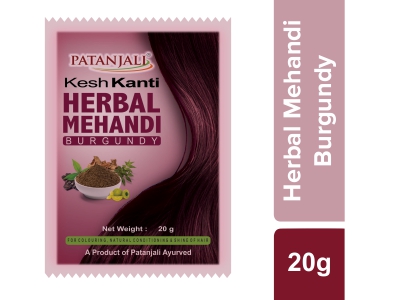 PATANJALI
Kesh Kanti
HERBAL
MEHANDI
BURGUNDY
Net Weight : 20 g
FOR COLOURING, NATURAL CONDITIONING & SHINE OF HAIR
A Product of Patanjali Ayurved
Herbal Mehandi
Burgundy
20g